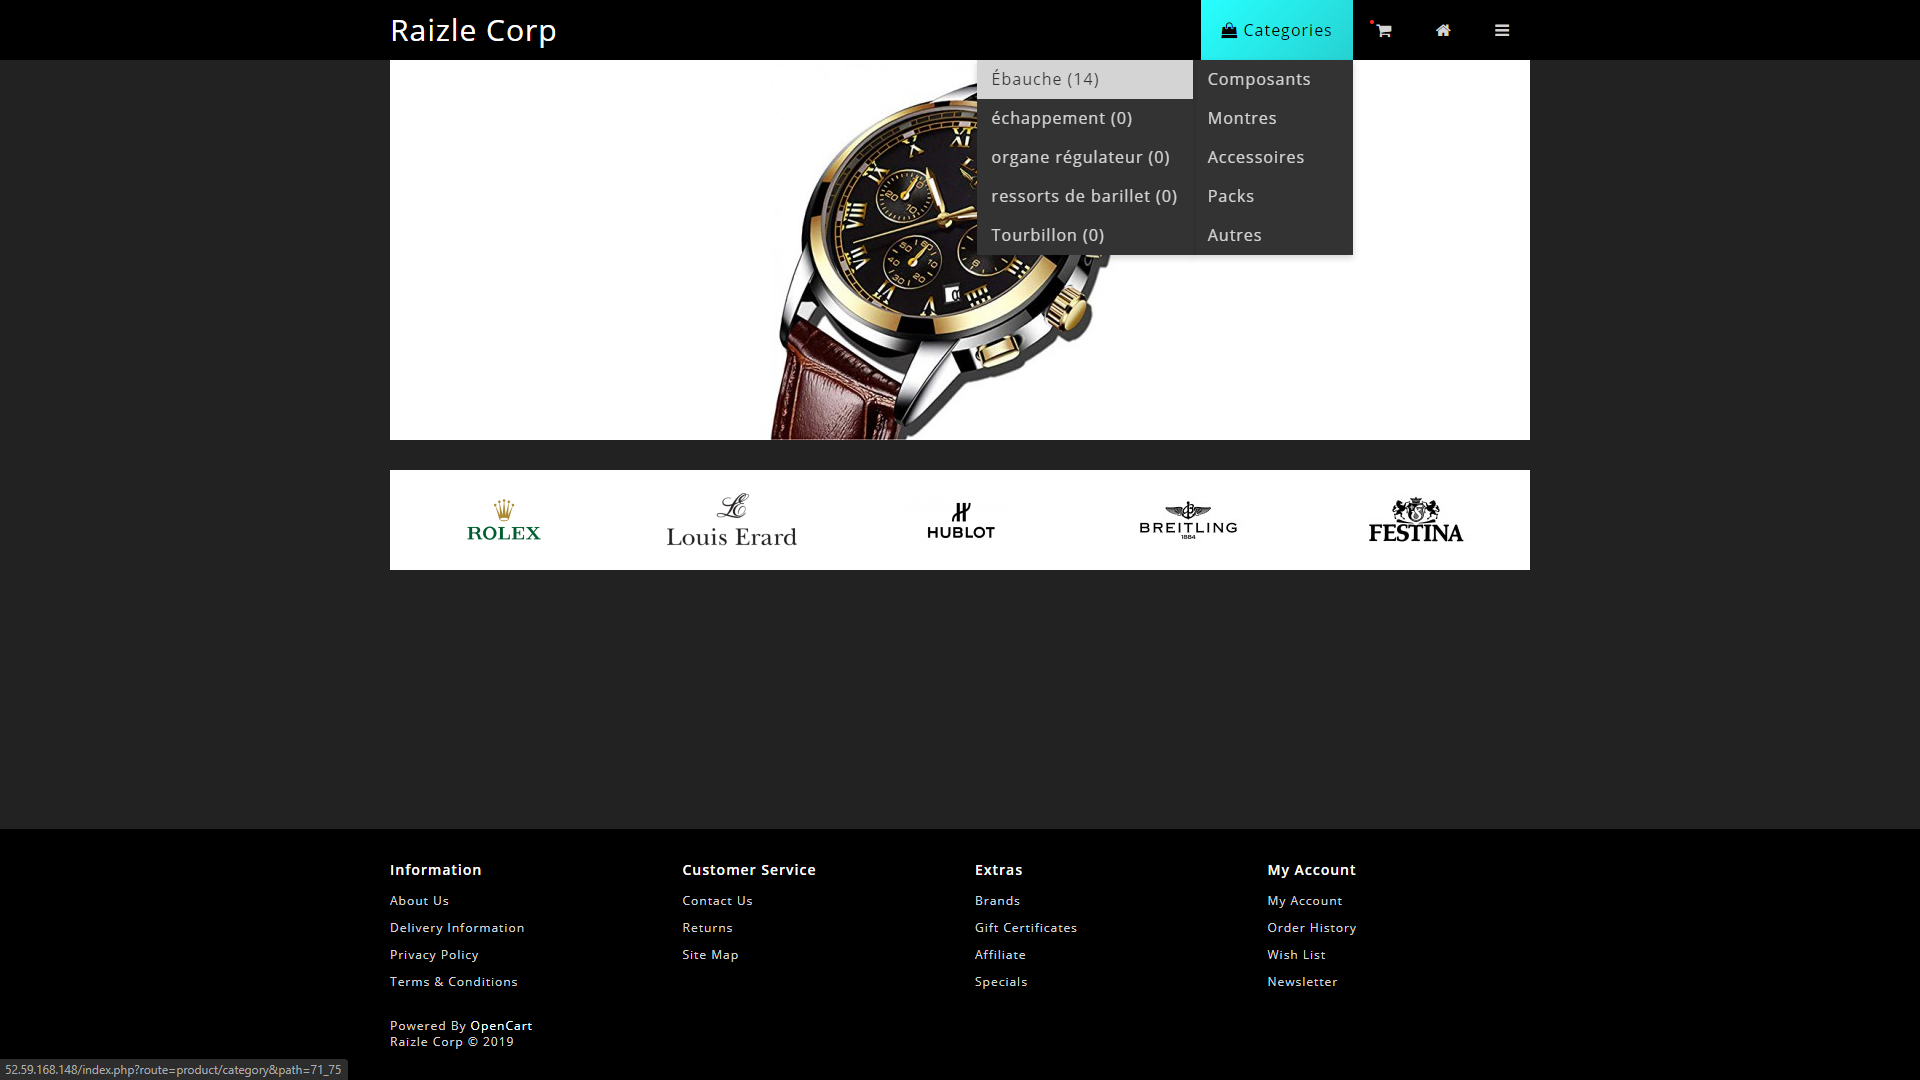 Raizle Corp
Categories
Ébauche (14)
échappement (0)
organe régulateur (0)
ressorts de barillet (0)
Tourbillon (0)
Composants
Montres
Accessoires
Packs
Autres
ROLEX
Louis Erard
HUBLOT
BREITLING
1884
FESTINA
Information
About Us
Delivery Information
Privacy Policy
Terms & Conditions
Customer Service
Contact Us
Returns
Site Map
Extras
Brands
Gift Certificates
Affiliate
Specials
My Account
My Account
Order History
Wish List
Newsletter
Powered By OpenCart
Raizle Corp © 2019
52.59.168.148/index.php?route=product/category&path=71_75